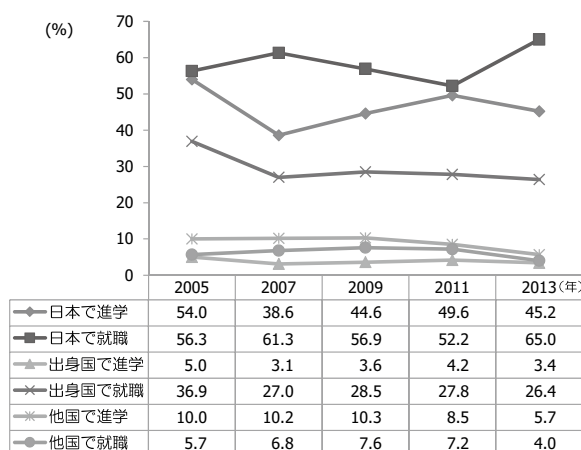 (%)
70
60
50
40
30
20
10
0
2005 2007 2009 2011 2013(年)
日本で進学 54.0 38.6 44.6 49.6 45.2
日本で就職 56.3 61.3 56.9 52.2 65.0
出身国で進学 5.0 3.1 3.6 4.2 3.4
出身国で就職 36.9 27.0 28.5 27.8 26.4
他国で進学 10.0 10.2 10.3 8.5 5.7
他国で就職 5.7 6.8 7.6 7.2 4.0